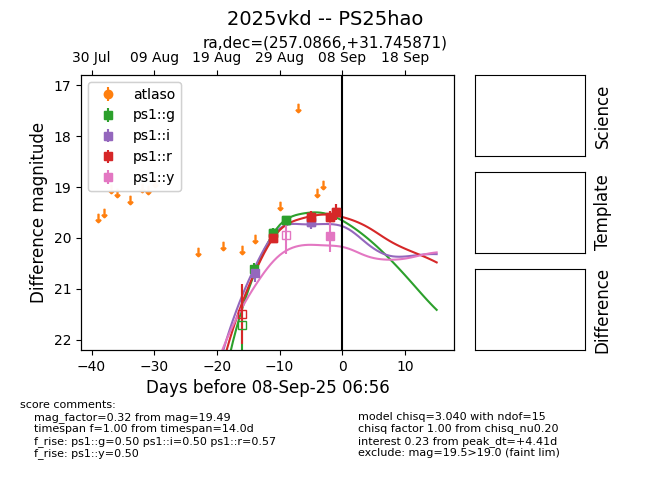 2025vkd -- PS25hao
ra,dec=(257.0866,+31.745871)
30 Jul 09 Aug 19 Aug 29 Aug 08 Sep 18 Sep
17
18
19
20
21
22
Difference magnitude
atlaso
ps1::g
ps1::i
ps1::r
ps1::y
−40 −30 −20 −10 0 10
Days before 08-Sep-25 06:56
Science
Template
Difference
score comments:
mag_factor=0.32 from mag=19.49
timespan f=1.00 from timespan=14.0d
f_rise: ps1::g=0.50 ps1::i=0.50 ps1::r=0.57
f_rise: ps1::y=0.50
model chisq=3.040 with ndof=15
chisq factor 1.00 from chisq_nu0.20
interest 0.23 from peak_dt=+4.41d
exclude: mag=19.5>19.0 (faint lim)